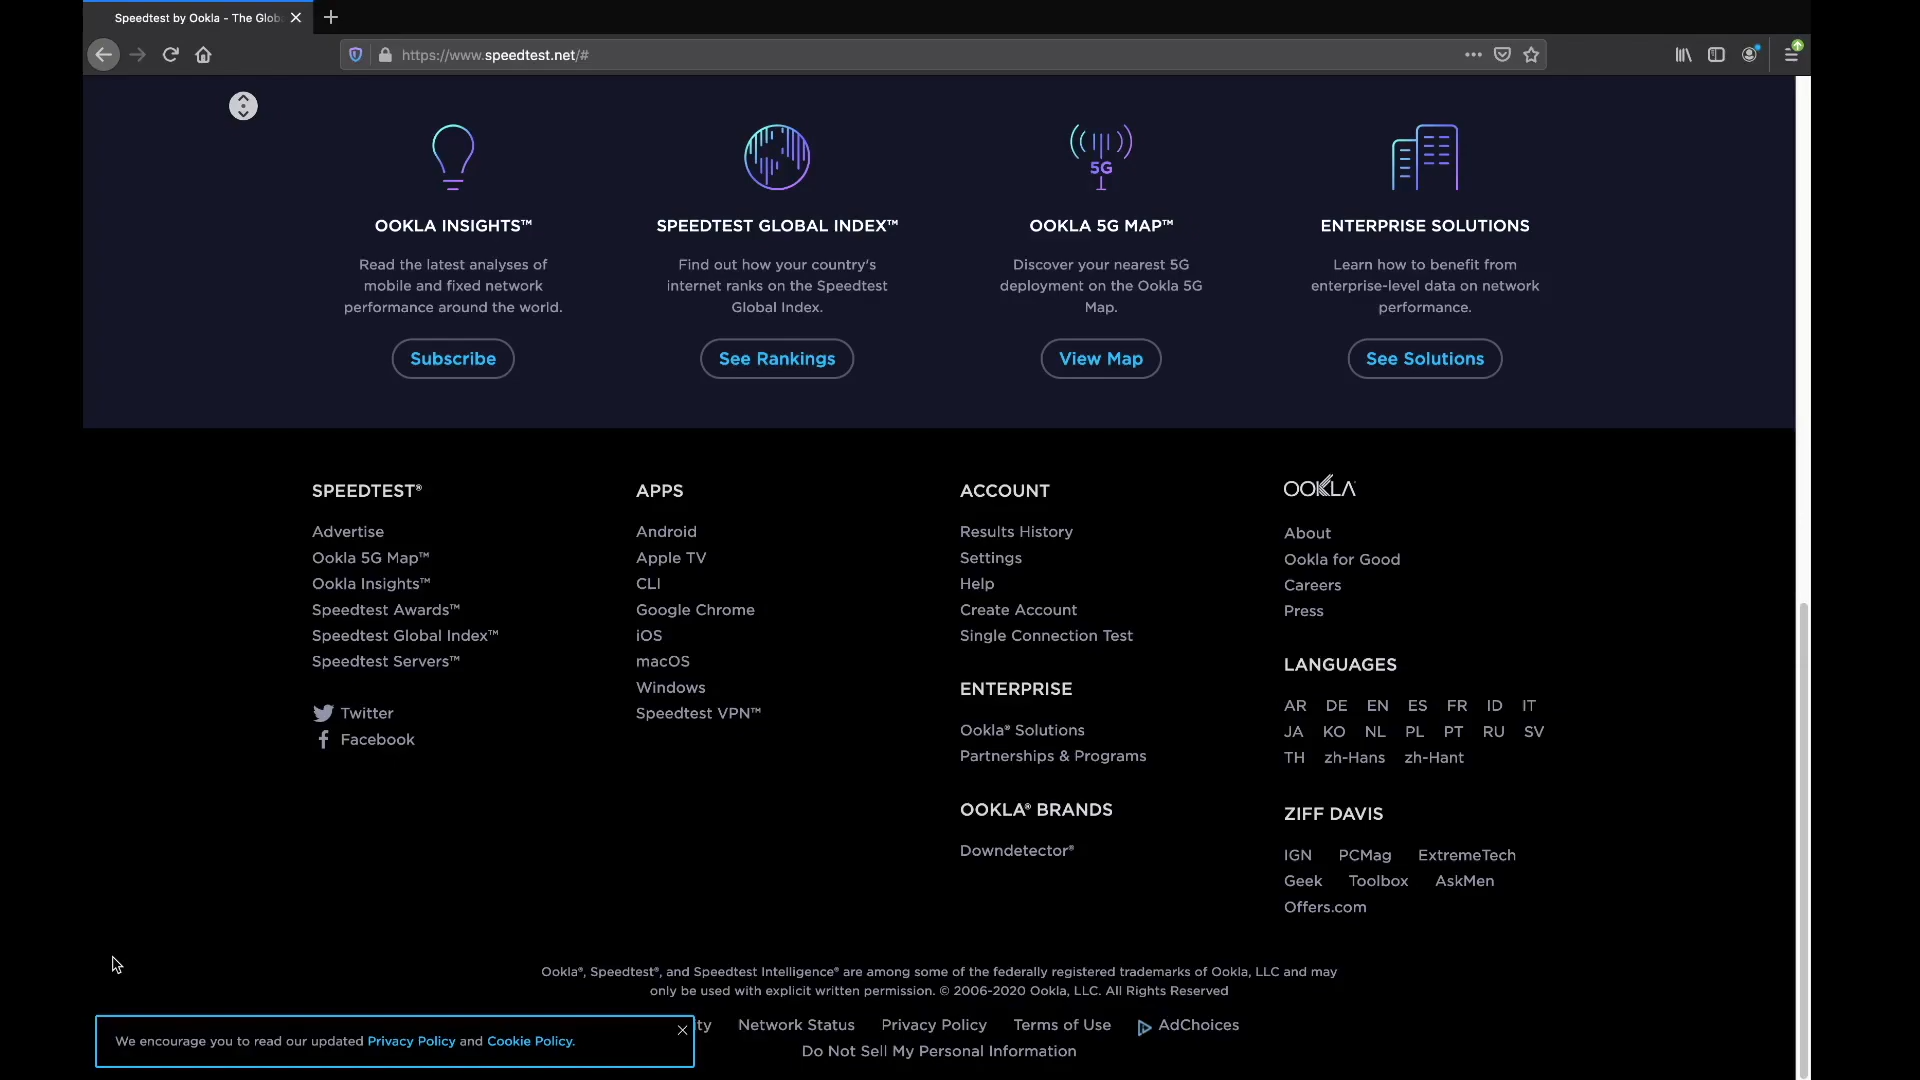 Speedtest by Ookla - The Glob
https://www.speedtest.net/#
5G
OOKLA INSIGHTS™
Read the latest analyses of
mobile and fixed network
performance around the world.
Subscribe
SPEEDTEST GLOBAL INDEX™
Find out how your country's
internet ranks on the Speedtest
Global Index.
See Rankings
OOKLA 5G MAP™
Discover your nearest 5G
deployment on the Ookla 5G
Map.
View Map
ENTERPRISE SOLUTIONS
Learn how to benefit from
enterprise-level data on network
performance.
See Solutions
SPEEDTEST®
Advertise
Ookla 5G Map™
Ookla Insights™
Speedtest Awards™
Speedtest Global Index™
Speedtest Servers™
Twitter
Facebook
APPS
Android
Apple TV
CLI
Google Chrome
iOS
macOS
Windows
Speedtest VPN™
ACCOUNT
Results History
Settings
Help
Create Account
Single Connection Test
ENTERPRISE
Ookla® Solutions
Partnerships & Programs
OOKLA® BRANDS
Downdetector®
OOKLA
About
Ookla for Good
Careers
Press
LANGUAGES
AR DE EN ES FR ID IT
JA KO NL PL PT RU SV
TH zh-Hans zh-Hant
ZIFF DAVIS
IGN PCMag ExtremeTech
Geek Toolbox AskMen
Offers.com
Ookla®, Speedtest®, and Speedtest Intelligence® are among some of the federally registered trademarks of Ookla, LLC and may
only be used with explicit written permission. © 2006-2020 Ookla, LLC. All Rights Reserved
ty Network Status Privacy Policy Terms of Use AdChoices
Do Not Sell My Personal Information
We encourage you to read our updated Privacy Policy and Cookie Policy.